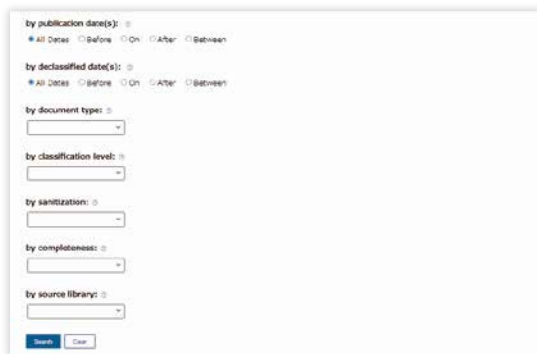 by publication date(s):
All Dates Before On After Between
by declassified date(s):
All Dates Before On After Between
by document type:
by classification level:
by sanitization:
by completeness:
by source library:
Search Clear